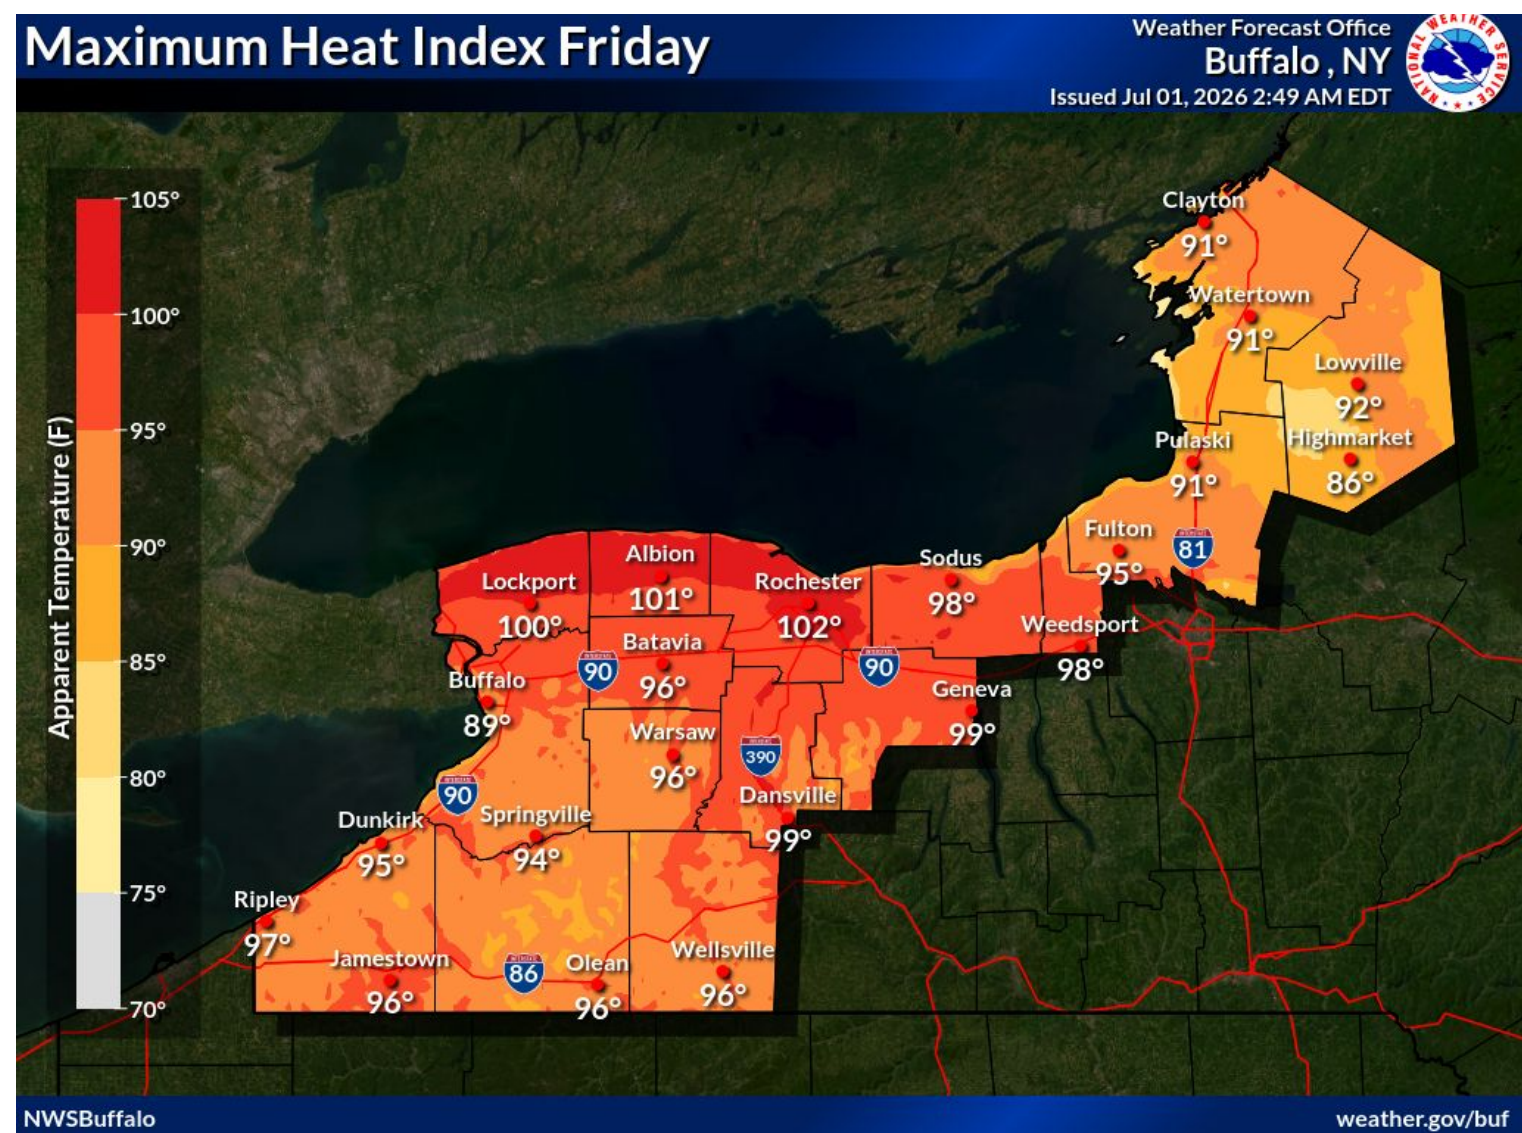 Maximum Heat Index Friday
Weather Forecast Office
Buffalo , NY
Issued Jul 01, 2026 2:49 AM EDT
NATIONAL WEATHER SERVICE
Apparent Temperature (F)
105°
100°
95°
90°
85°
80°
75°
70°
Clayton
91°
Watertown
91°
Lowville
92°
Highmarket
86°
Pulaski
91°
Fulton
95°
81
Sodus
98°
Weedsport
98°
Albion
101°
Lockport
100°
Rochester
102°
Batavia
96°
90
90
Buffalo
89°
Geneva
99°
Warsaw
96°
390
90
Dansville
99°
Dunkirk
95°
Springville
94°
Ripley
97°
Jamestown
96°
86
Olean
96°
Wellsville
96°
NWSBuffalo
weather.gov/buf